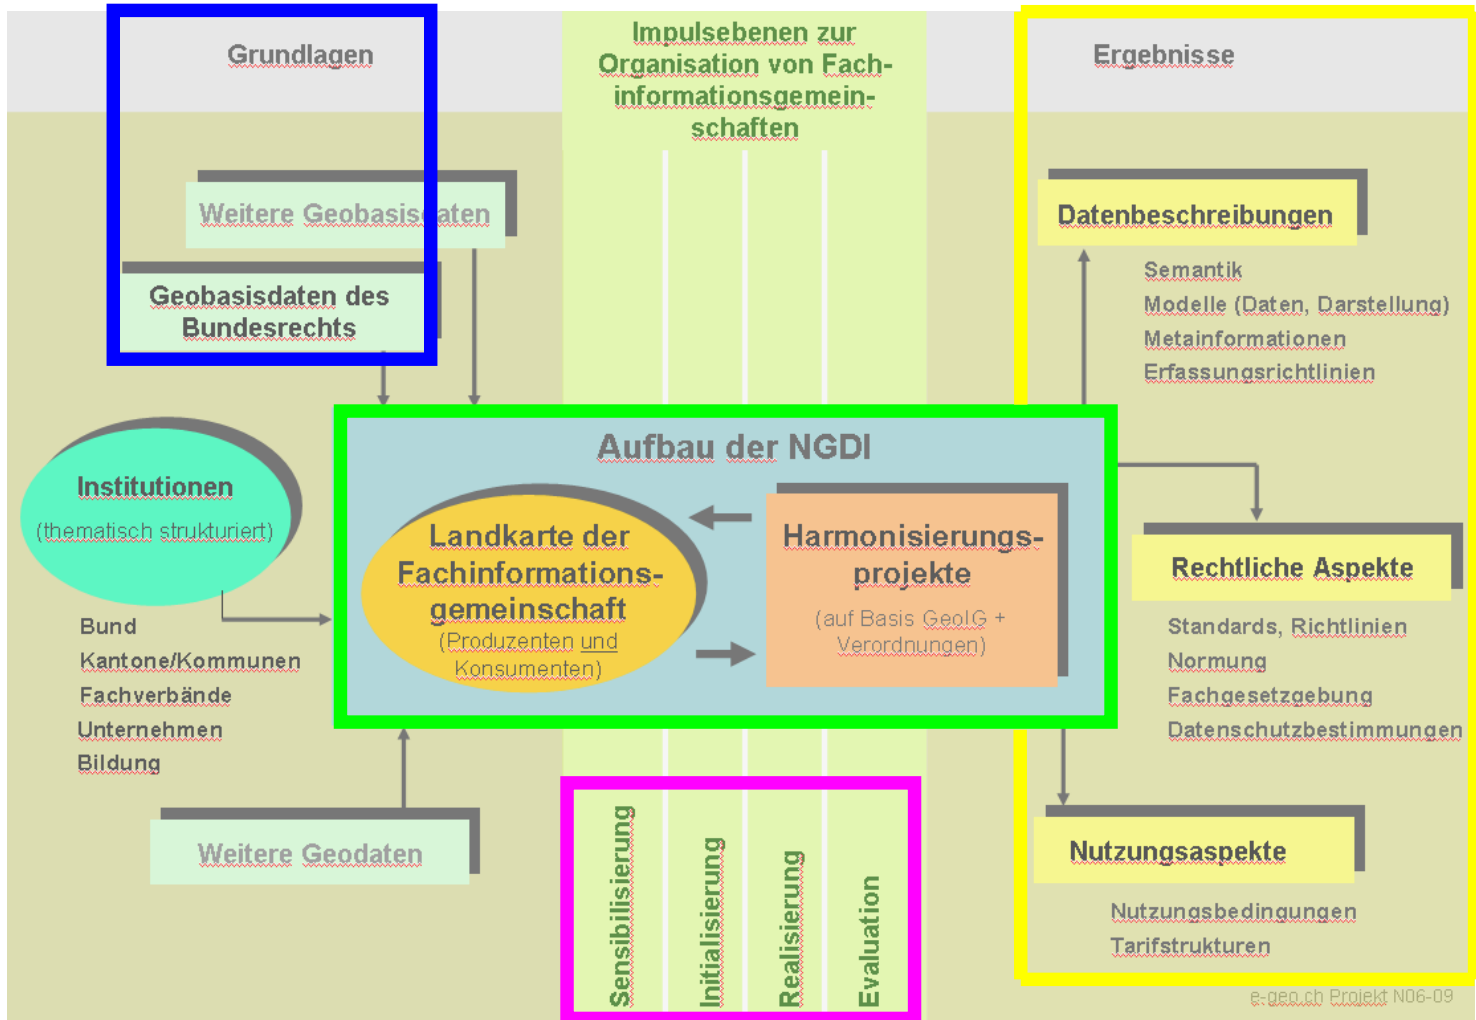 Grundlagen
Impulsebenen zur
Organisation von Fach-
informationsgemein-
schaften
Ergebnisse
Weitere Geobasisdaten
Geobasisdaten des
Bundesrechts
Datenbeschreibungen
Semantik
Modelle (Daten, Darstellung)
Metainformationen
Erfassungsrichtlinien
Aufbau der NGDI
Institutionen
(thematisch strukturiert)
Bund
Kantone/Kommunen
Fachverbände
Unternehmen
Bildung
Landkarte der
Fachinformations-
gemeinschaft
(Produzenten und
Konsumenten)
Harmonisierungs-
projekte
(auf Basis GeoIG +
Verordnungen)
Rechtliche Aspekte
Standards, Richtlinien
Normung
Fachgesetzgebung
Datenschutzbestimmungen
Weitere Geodaten
Sensibilisierung
Initialisierung
Realisierung
Evaluation
Nutzungsaspekte
Nutzungsbedingungen
Tarifstrukturen
e-geo.ch Projekt N06-09